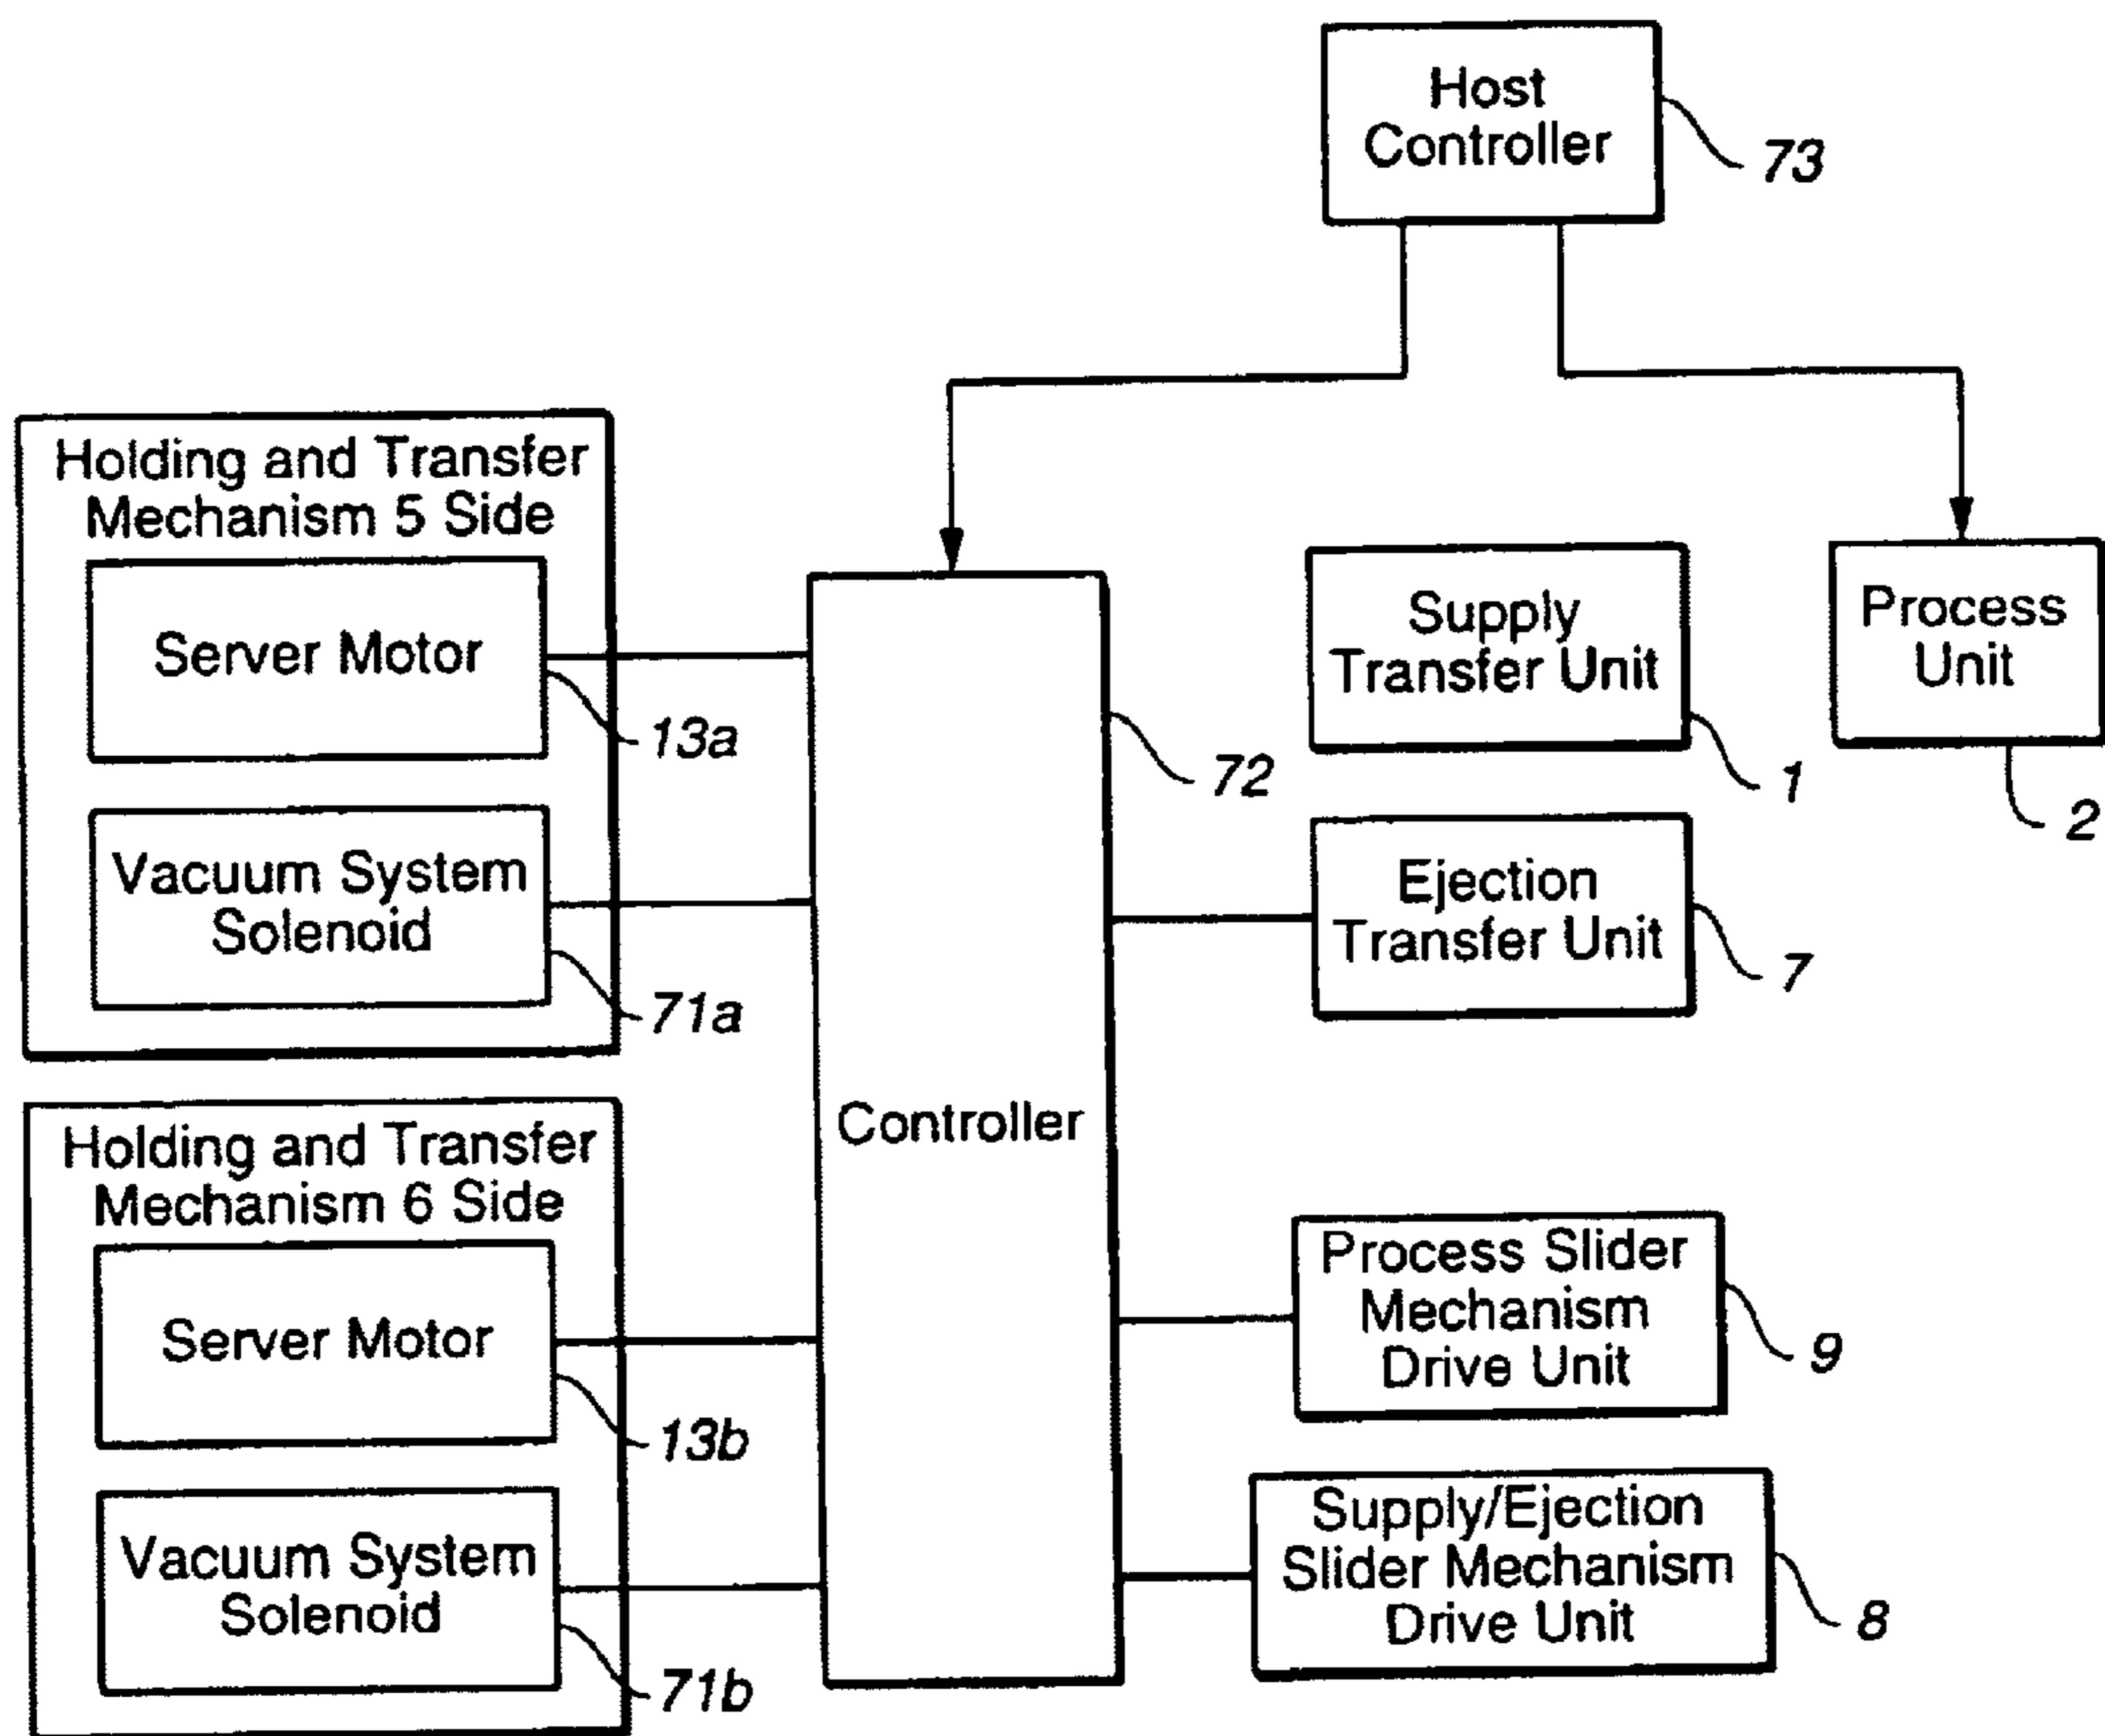 Host
Controller
73
Holding and Transfer
Mechanism 5 Side
Server Motor
13a
Vacuum System
Solenoid
71a
Holding and Transfer
Mechanism 6 Side
Server Motor
13b
Vacuum System
Solenoid
71b
Controller
72
Supply
Transfer Unit
1
Process
Unit
2
Ejection
Transfer Unit
7
Process Slider
Mechanism
Drive Unit
9
Supply/Ejection
Slider Mechanism
Drive Unit
8